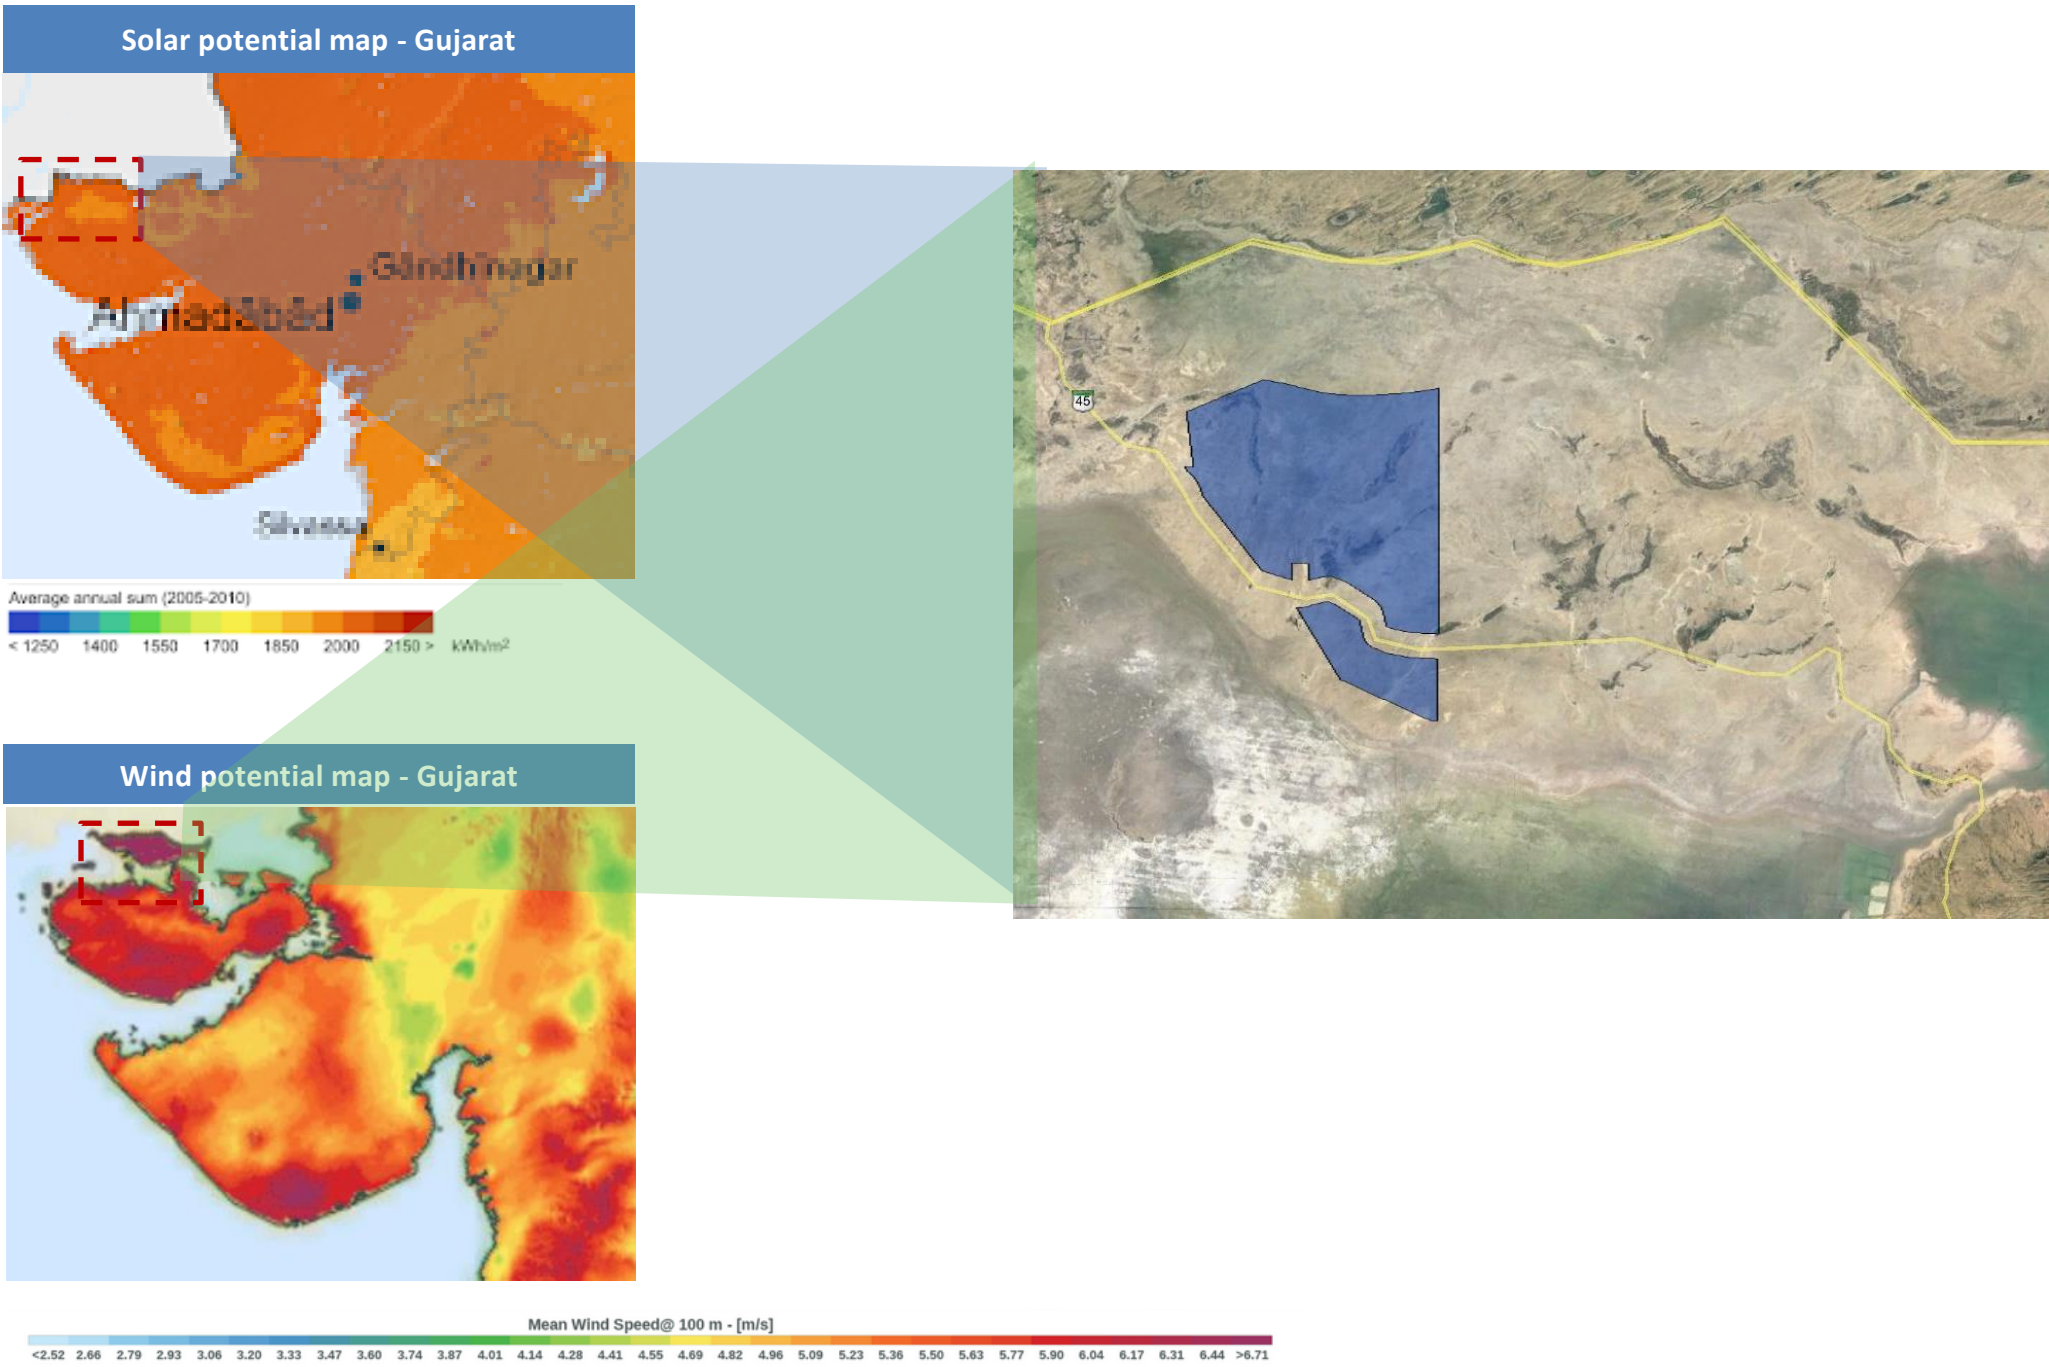 Solar potential map - Gujarat
Gāndhīnagar
Ahmadābād
Silvassa
Average annual sum (2005-2010)
< 1250 1400 1550 1700 1850 2000 2150 > kWh/m²
45
Wind potential map - Gujarat
Mean Wind Speed@ 100 m - [m/s]
<2.52 2.66 2.79 2.93 3.06 3.20 3.33 3.47 3.60 3.74 3.87 4.01 4.14 4.28 4.41 4.55 4.69 4.82 4.96 5.09 5.23 5.36 5.50 5.63 5.77 5.90 6.04 6.17 6.31 6.44 >6.71